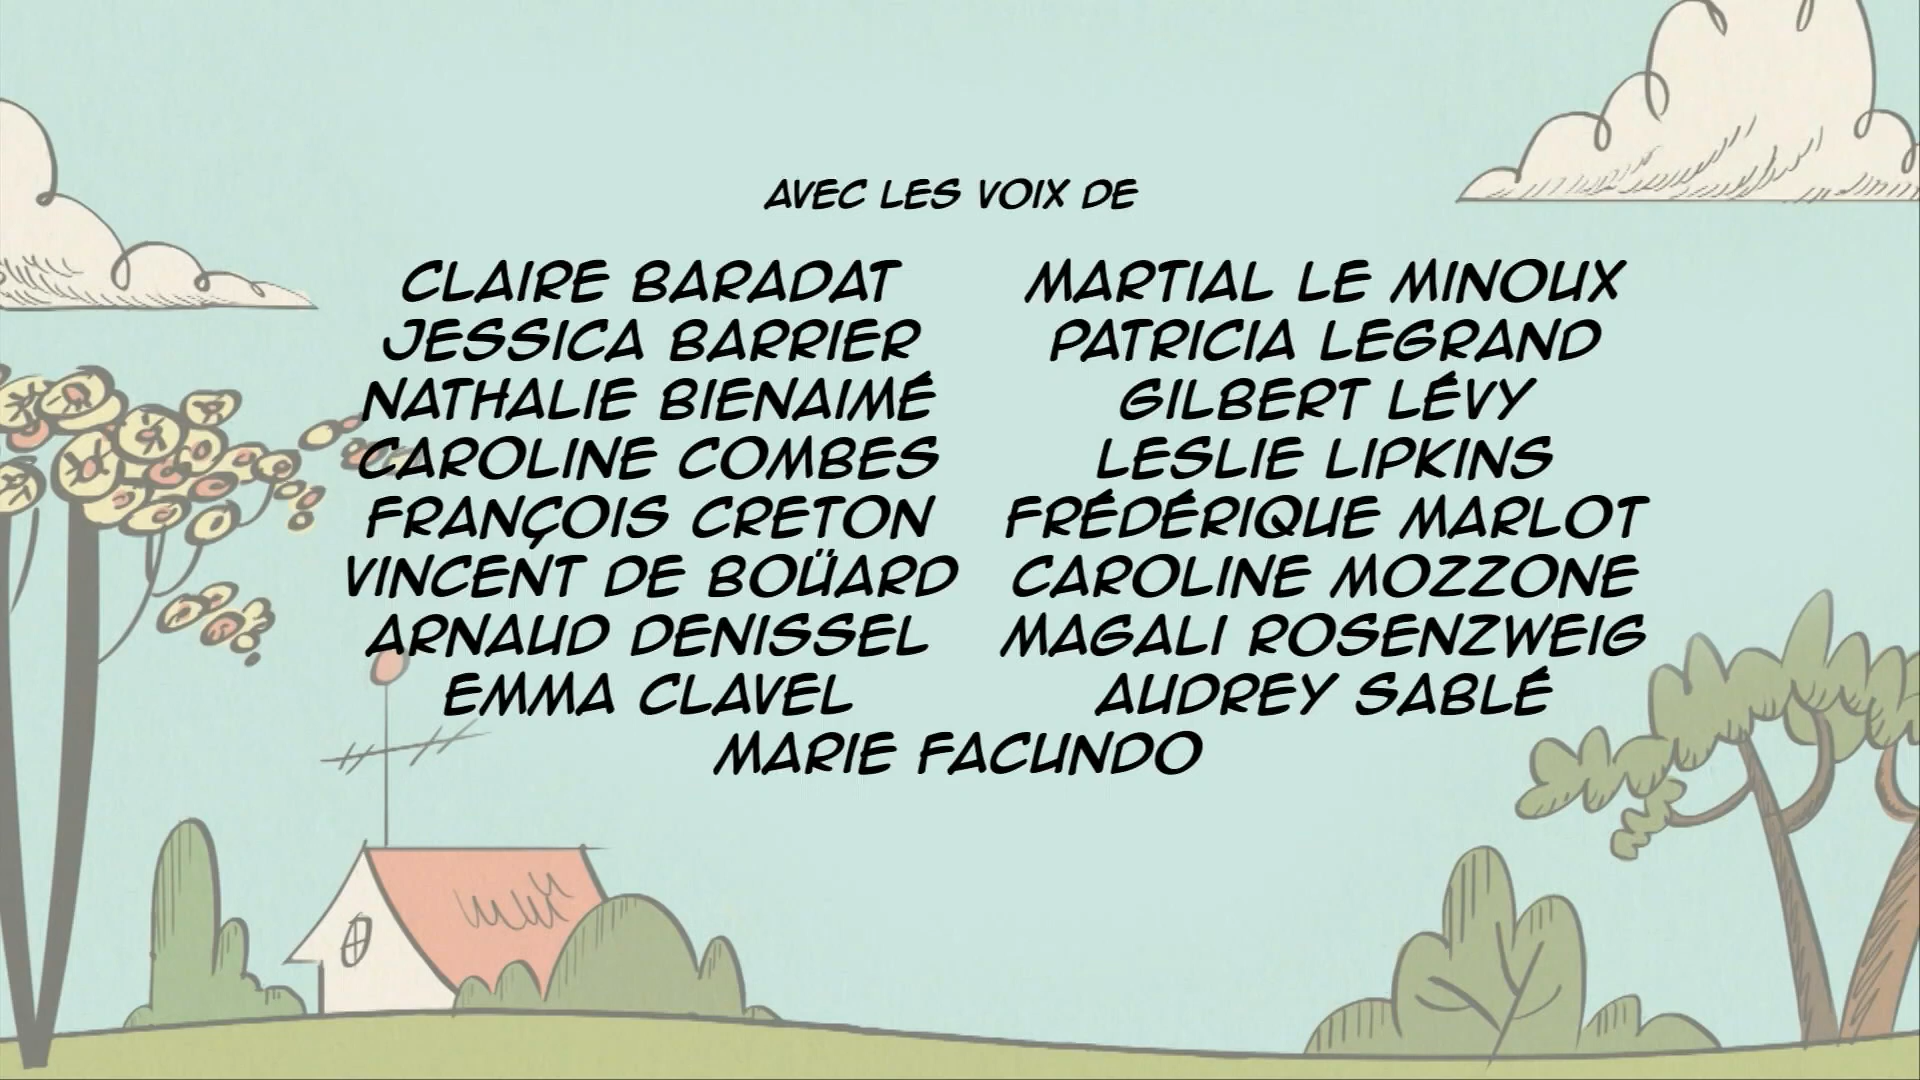 AVEC LES VOIX DE
CLAIRE BARADAT
JESSICA BARRIER
NATHALIE BIENAIMÉ
CAROLINE COMBES
FRANÇOIS CRETON
VINCENT DE BOÜARD
ARNAUD DENISSEL
EMMA CLAVEL
MARTIAL LE MINOUX
PATRICIA LEGRAND
GILBERT LÉVY
LESLIE LIPKINS
FRÉDÉRIQUE MARLOT
CAROLINE MOZZONE
MAGALI ROSENZWEIG
AUDREY SABLÉ
MARIE FACUNDO